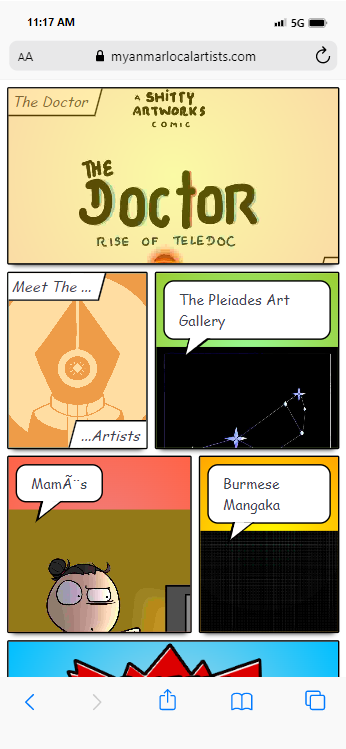 11:17 AM
5G
AA
myanmarlocalartists.com
The Doctor
A SHITTY
ARTWORKS
COMIC
THE
DOCTOR
RISE OF TELEDOC
Meet The ...
...Artists
The Pleiades Art
Gallery
MamÃ¨s
Burmese
Mangaka